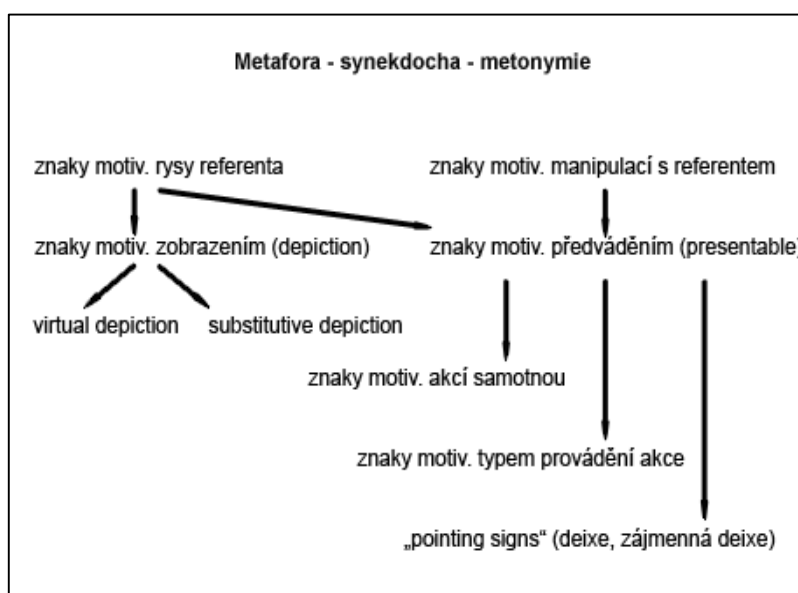 Metafora - synekdocha - metonymie
znaky motiv. rysy referenta
znaky motiv. manipulací s referentem
znaky motiv. zobrazením (depiction)
znaky motiv. předváděním (presentable)
virtual depiction
substitutive depiction
znaky motiv. akcí samotnou
znaky motiv. typem provádění akce
„pointing signs“ (deixe, zájmenná deixe)